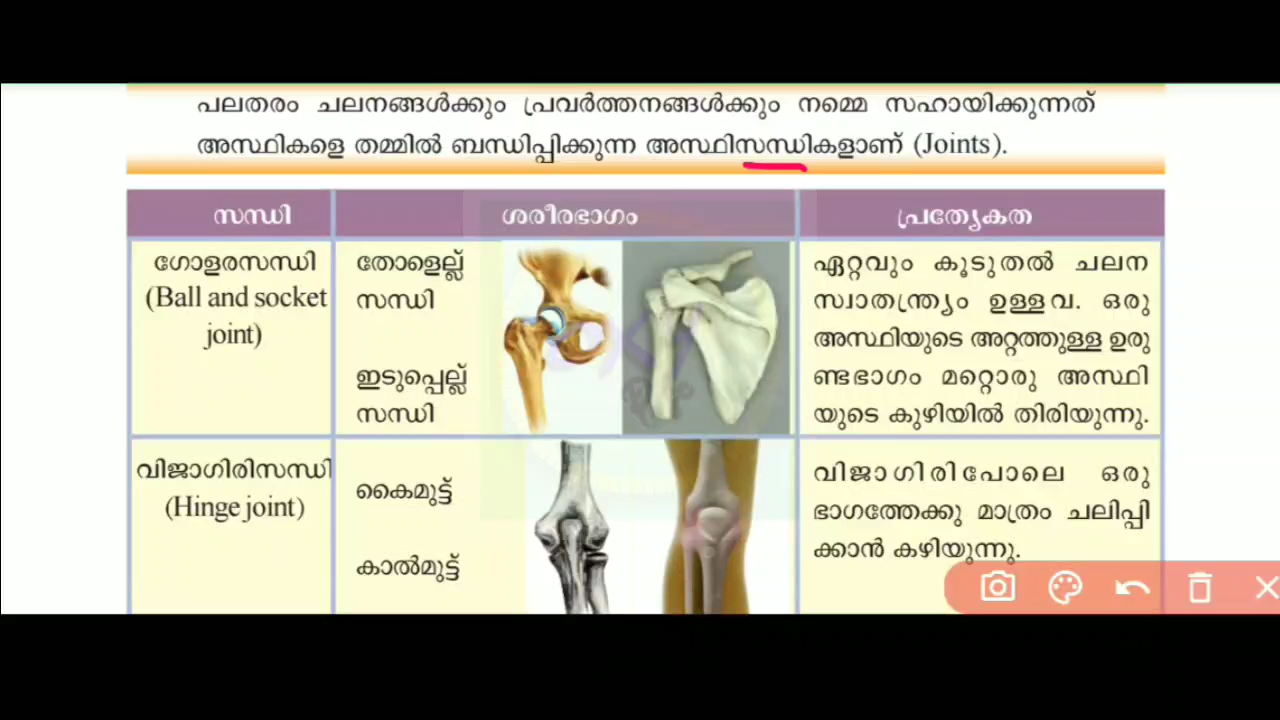 പലതരം ചലനങ്ങൾക്കും പ്രവർത്തനങ്ങൾക്കും നമ്മെ സഹായിക്കുന്നത്
അസ്ഥികളെ തമ്മിൽ ബന്ധിപ്പിക്കുന്ന അസ്ഥിസന്ധികളാണ് (Joints).
സന്ധി
ശരീരഭാഗം
പ്രത്യേകത
ഗോളരസന്ധി
(Ball and socket
joint)
തോളെല്ല്
സന്ധി
ഇടുപ്പെല്ല്
സന്ധി
ഏറ്റവും കൂടുതൽ ചലന
സ്വാതന്ത്ര്യം ഉള്ളവ. ഒരു
അസ്ഥിയുടെ അറ്റത്തുള്ള ഉരു
ണ്ടഭാഗം മറ്റൊരു അസ്ഥി
യുടെ കുഴിയിൽ തിരിയുന്നു.
വിജാഗിരിസന്ധി
(Hinge joint)
കൈമുട്ട്
കാൽമുട്ട്
വിജാഗിരിപോലെ ഒരു
ഭാഗത്തേക്കു മാത്രം ചലിപ്പി
ക്കാൻ കഴിയുന്നു.